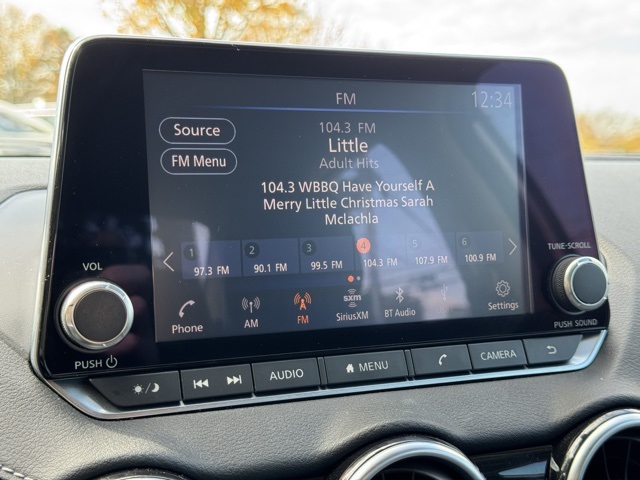 FM
12:34
Source
104.3 FM
Little
FM Menu
Adult Hits
104.3 WBBQ Have Yourself A
Merry Little Christmas Sarah
Mclachla
1 2 3 4 5 6
97.3 FM 90.1 FM 99.5 FM 104.3 FM 107.9 FM 100.9 FM
sxm
Phone AM FM SiriusXM BT Audio Settings
VOL
PUSH
TUNE·SCROLL
PUSH SOUND
AUDIO MENU CAMERA